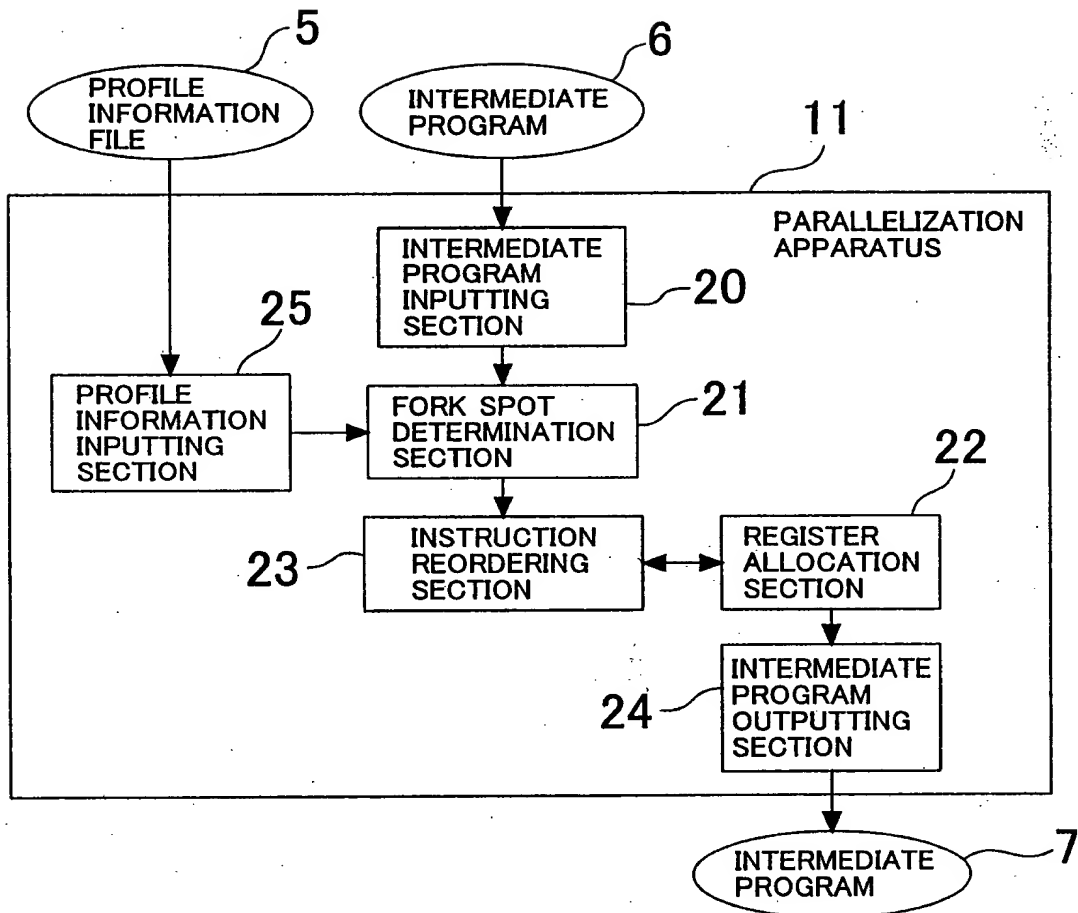 5
6
PROFILE
INFORMATION
FILE
INTERMEDIATE
PROGRAM
11
PARALLELIZATION
APPARATUS
INTERMEDIATE
PROGRAM
INPUTTING
SECTION
20
25
PROFILE
INFORMATION
INPUTTING
SECTION
FORK SPOT
DETERMINATION
SECTION
21
22
INSTRUCTION
REORDERING
SECTION
23
REGISTER
ALLOCATION
SECTION
INTERMEDIATE
PROGRAM
OUTPUTTING
SECTION
24
INTERMEDIATE
PROGRAM
7